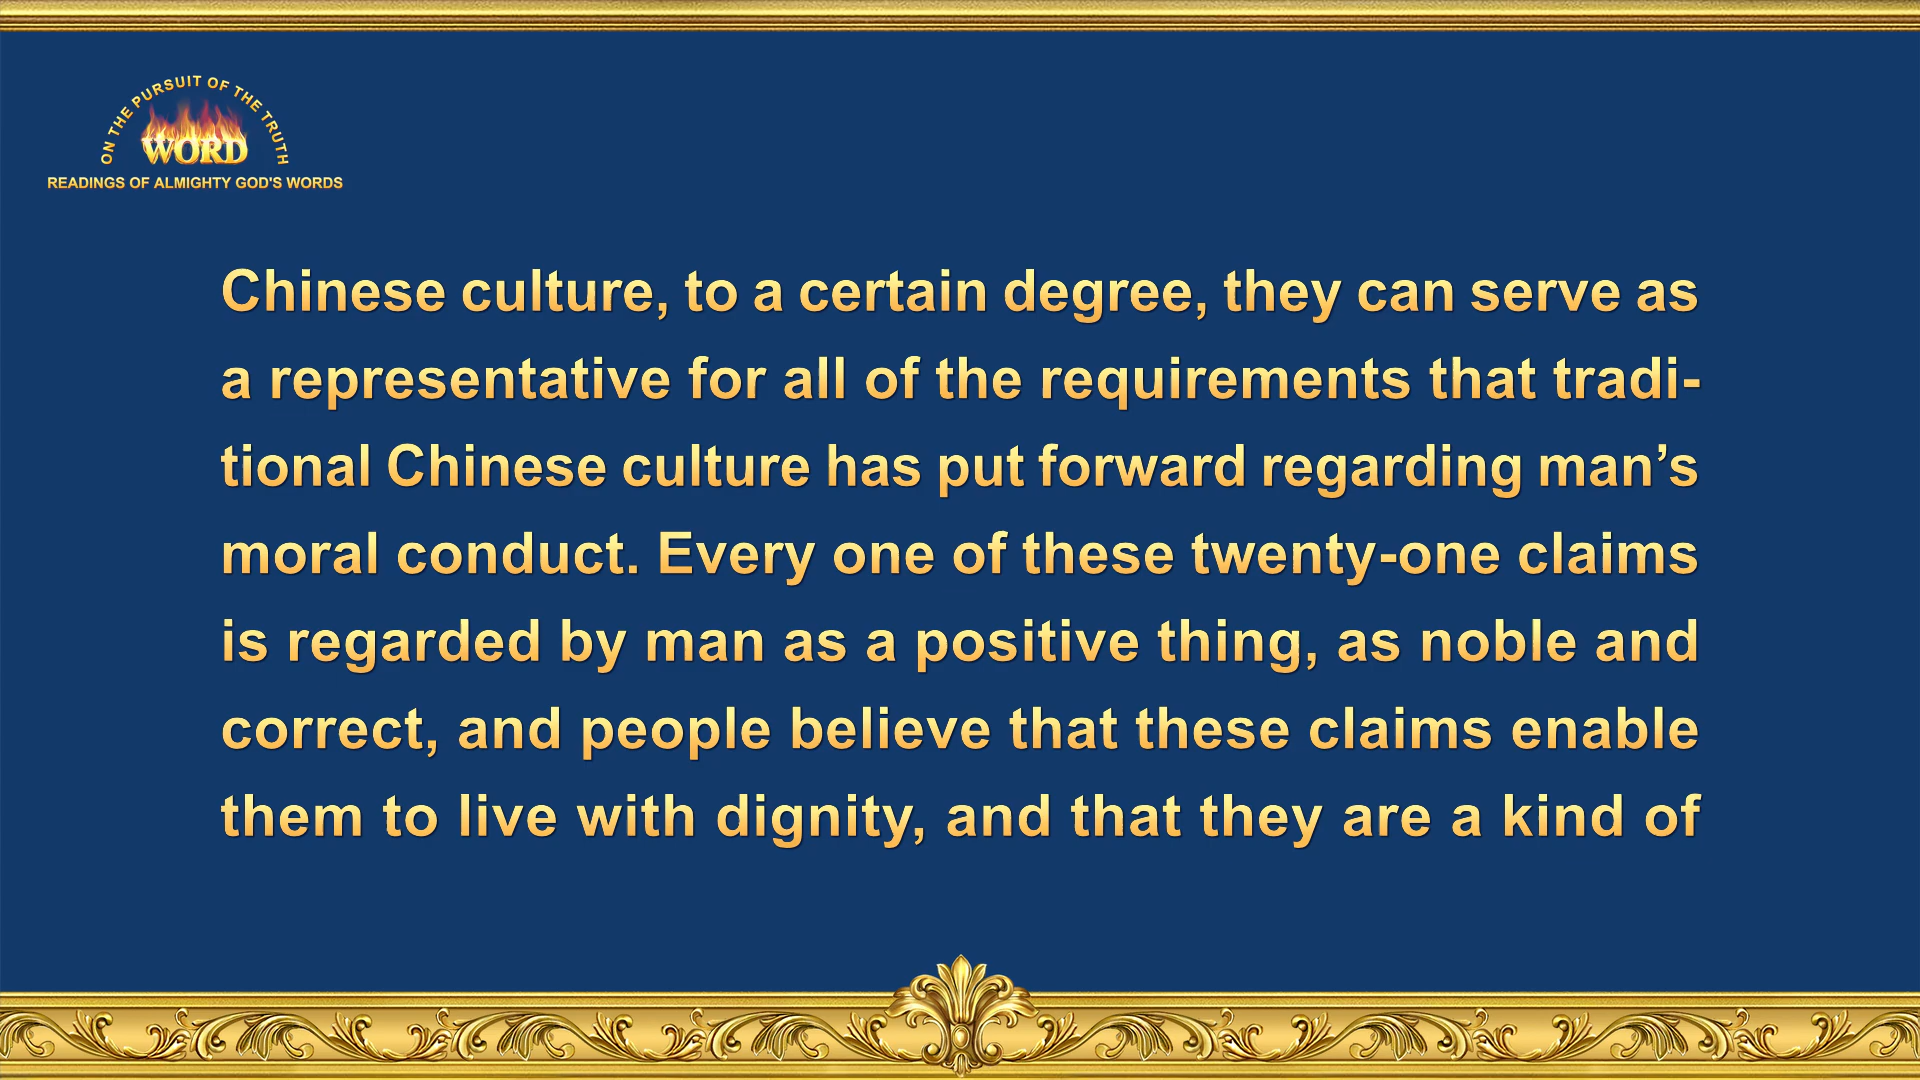 ON THE PURSUIT OF THE TRUTH
WORD
READINGS OF ALMIGHTY GOD'S WORDS
Chinese culture, to a certain degree, they can serve as
a representative for all of the requirements that tradi-
tional Chinese culture has put forward regarding man’s
moral conduct. Every one of these twenty-one claims
is regarded by man as a positive thing, as noble and
correct, and people believe that these claims enable
them to live with dignity, and that they are a kind of